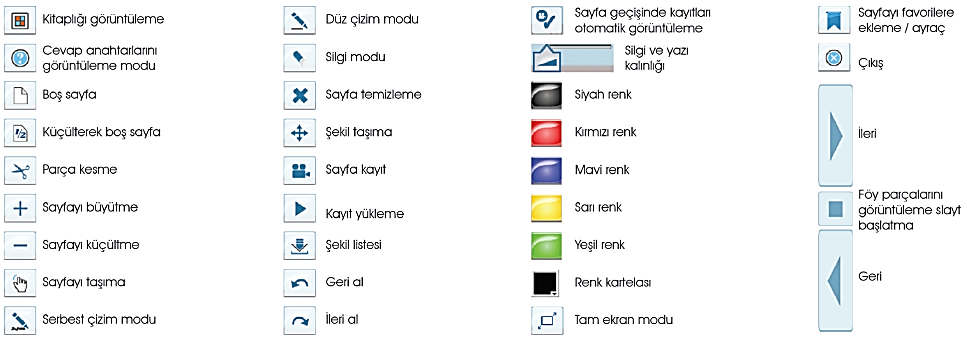 Kitaplığı görüntüleme
Cevap anahtarlarını
görüntüleme modu
Boş sayfa
1/2
Küçülterek boş sayfa
Parça kesme
Sayfayı büyütme
Sayfayı küçültme
Sayfayı taşıma
Serbest çizim modu
Düz çizim modu
Silgi modu
Sayfa temizleme
Şekil taşıma
Sayfa kayıt
Kayıt yükleme
Şekil listesi
Geri al
İleri al
Sayfa geçişinde kayıtları
otomatik görüntüleme
Silgi ve yazı
kalınlığı
Siyah renk
Kırmızı renk
Mavi renk
Sarı renk
Yeşil renk
Renk kartelası
Tam ekran modu
Sayfayı favorilere
ekleme / ayraç
Çıkış
İleri
Föy parçalarını
görüntüleme slayt
başlatma
Geri